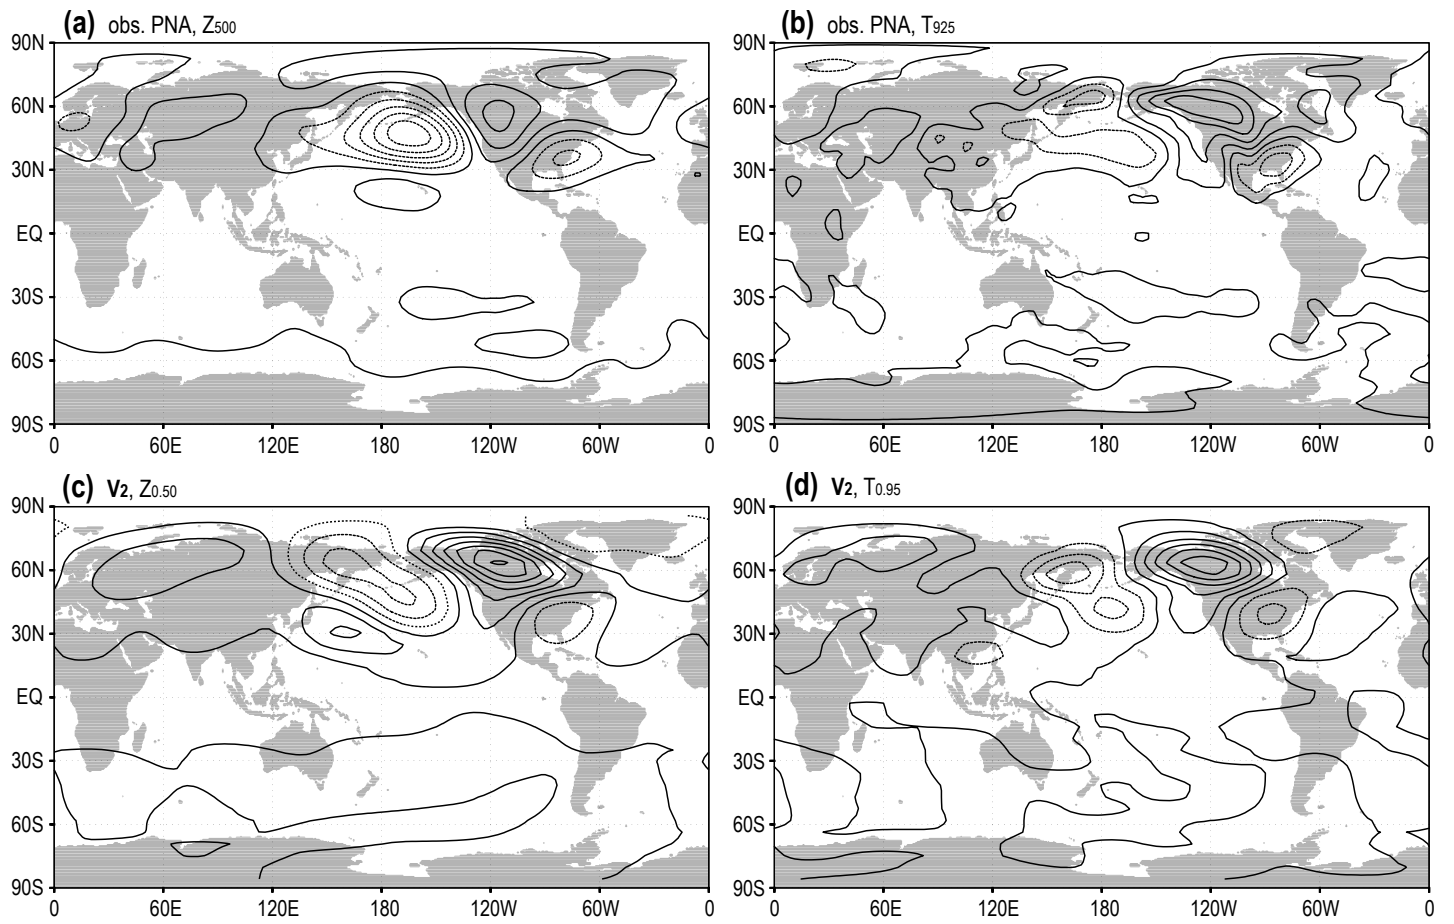 (a) obs. PNA, Z500
90N
60N
30N
EQ
30S
60S
90S
0 60E 120E 180 120W 60W 0
(b) obs. PNA, T925
90N
60N
30N
EQ
30S
60S
90S
0 60E 120E 180 120W 60W 0
(c) V2, Z0.50
90N
60N
30N
EQ
30S
60S
90S
0 60E 120E 180 120W 60W 0
(d) V2, T0.95
90N
60N
30N
EQ
30S
60S
90S
0 60E 120E 180 120W 60W 0